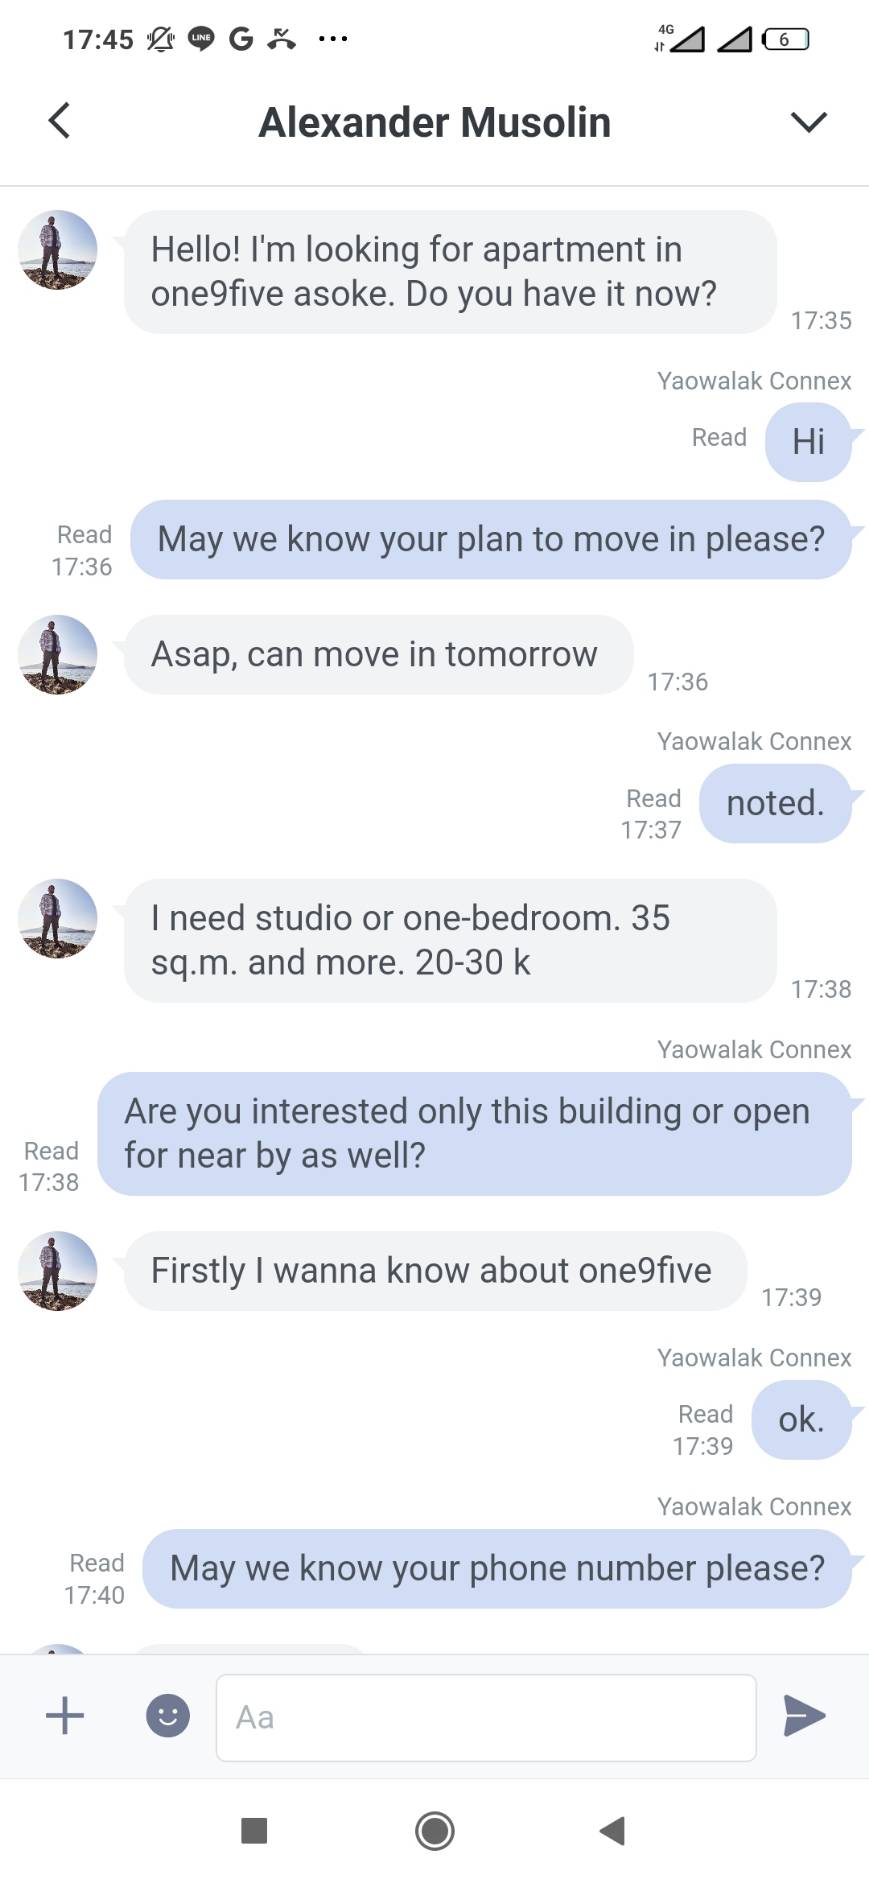 17:45 LINE G ... 4G 6
Alexander Musolin
Hello! I'm looking for apartment in
one9five asoke. Do you have it now?
17:35
Yaowalak Connex
Read
Hi
May we know your plan to move in please?
Read
17:36
Asap, can move in tomorrow
17:36
Yaowalak Connex
Read
17:37
noted.
I need studio or one-bedroom. 35
sq.m. and more. 20-30 k
17:38
Yaowalak Connex
Are you interested only this building or open
for near by as well?
Read
17:38
Firstly I wanna know about one9five
17:39
Yaowalak Connex
Read
17:39
ok.
Yaowalak Connex
Read
17:40
May we know your phone number please?
Aa